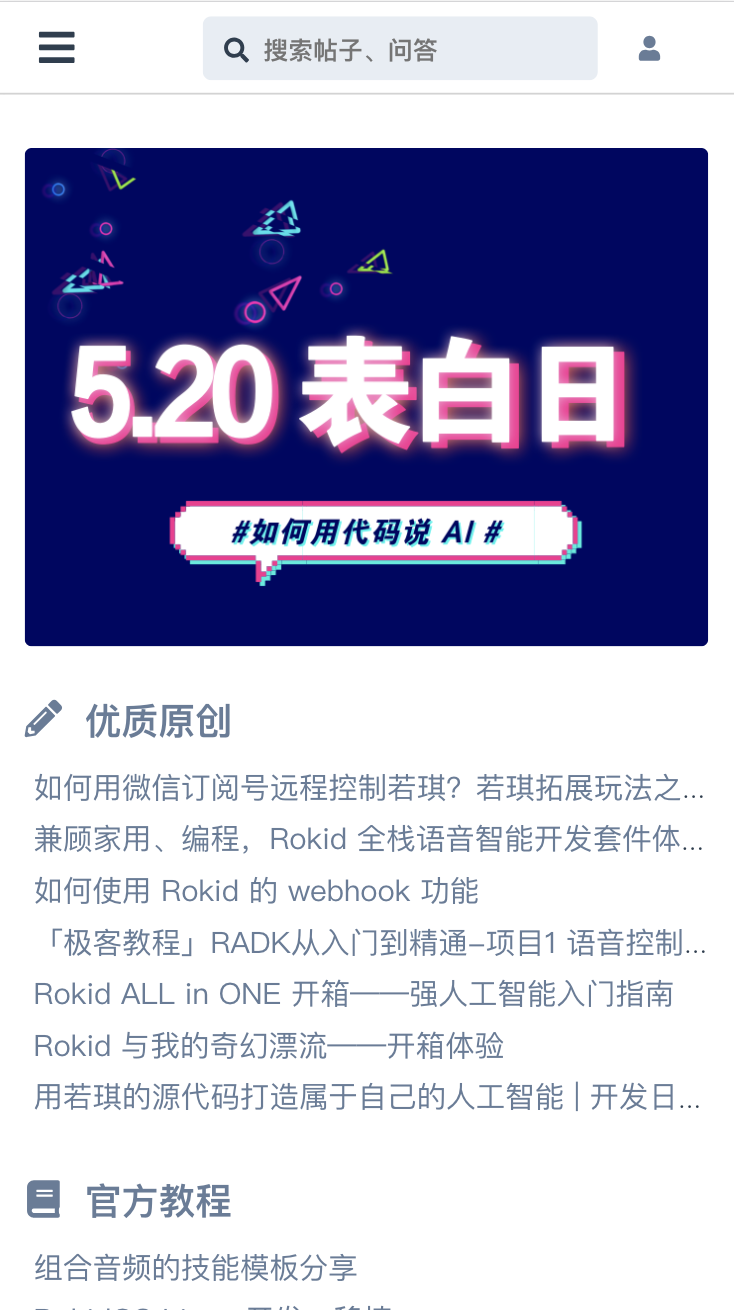 搜索帖子、问答
5.20 表白日
#如何用代码说 AI #
优质原创
如何用微信订阅号远程控制若琪？若琪拓展玩法之...
兼顾家用、编程，Rokid 全栈语音智能开发套件体...
如何使用 Rokid 的 webhook 功能
「极客教程」RADK从入门到精通-项目1 语音控制...
Rokid ALL in ONE 开箱——强人工智能入门指南
Rokid 与我的奇幻漂流——开箱体验
用若琪的源代码打造属于自己的人工智能 | 开发日...
官方教程
组合音频的技能模板分享